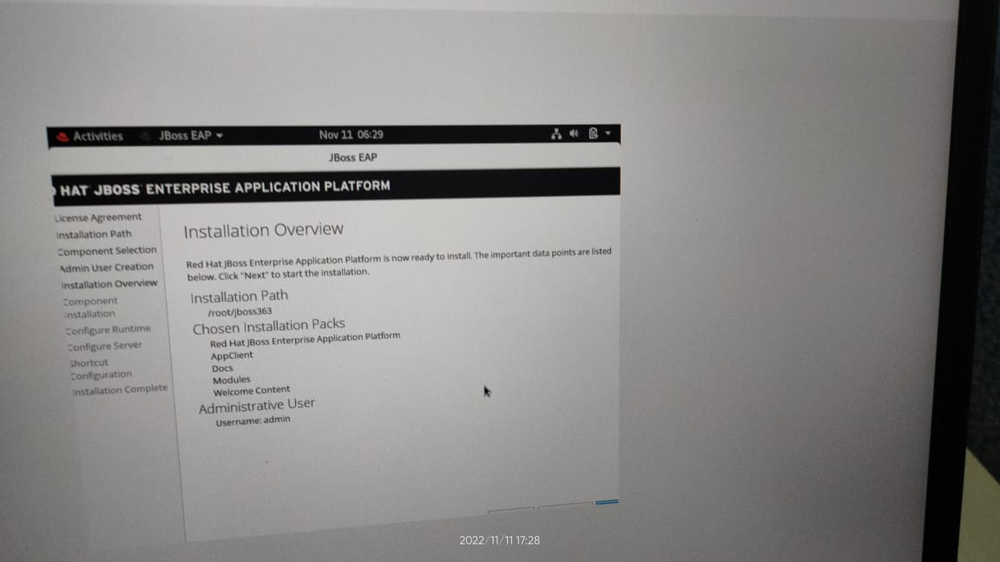 Activities JBoss EAP Nov 11 06:29
JBoss EAP
HAT JBOSS ENTERPRISE APPLICATION PLATFORM
License Agreement
Installation Path
Component Selection
Admin User Creation
Installation Overview
Component
Installation
Configure Runtime
Configure Server
Shortcut
Configuration
Installation Complete
Installation Overview
Red Hat JBoss Enterprise Application Platform is now ready to install. The important data points are listed
below. Click "Next" to start the installation.
Installation Path
/root/jboss363
Chosen Installation Packs
Red Hat JBoss Enterprise Application Platform
AppClient
Docs
Modules
Welcome Content
Administrative User
Username: admin
2022/11/11 17:28